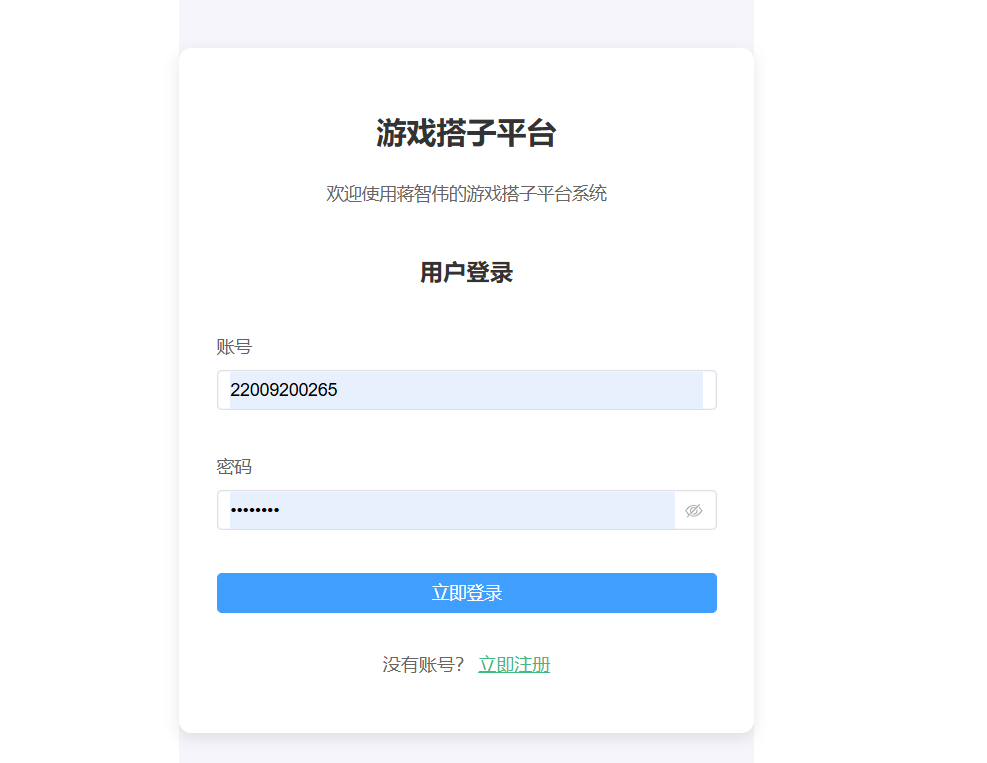 游戏搭子平台
欢迎使用蒋智伟的游戏搭子平台系统
用户登录
账号
22009200265
密码
••••••••
立即登录
没有账号？ 立即注册